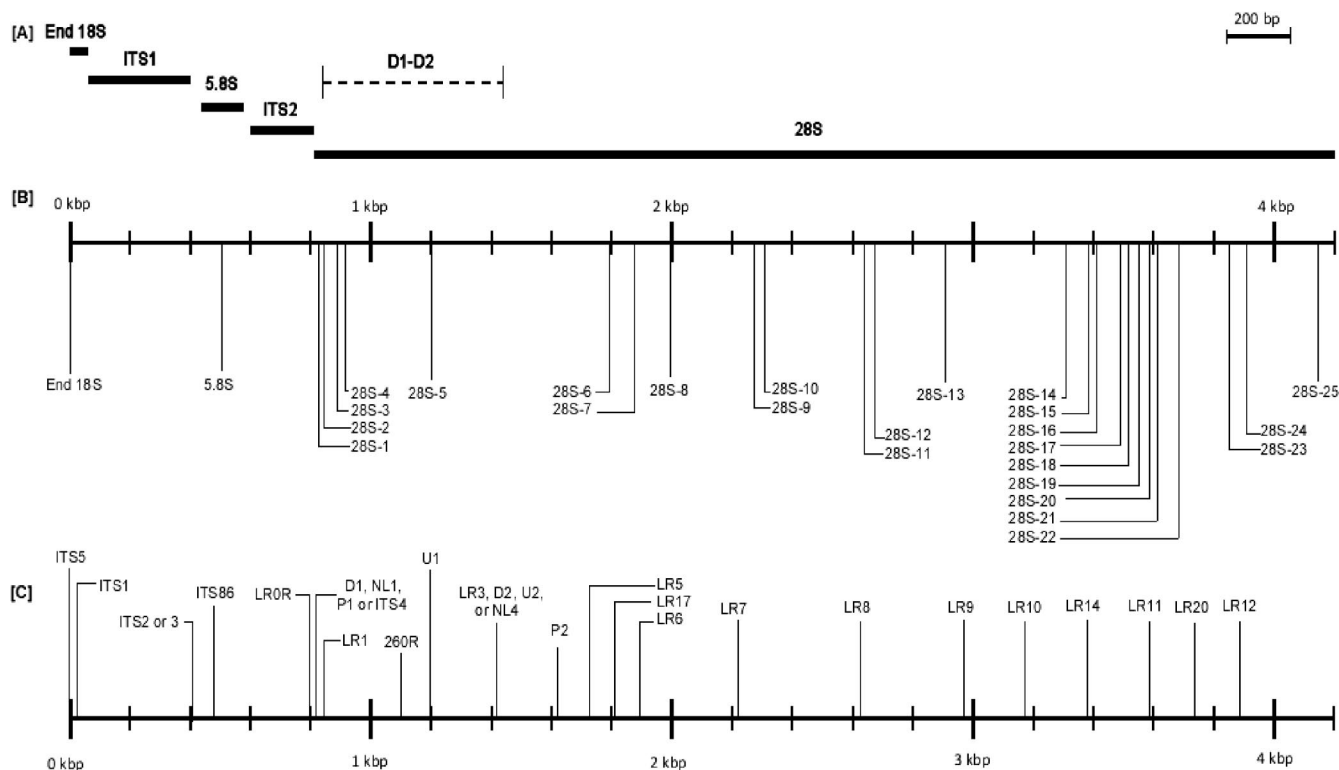 [A]
End 18S
ITS1
5.8S
ITS2
D1-D2
28S
200 bp
[B]
0 kbp
1 kbp
2 kbp
4 kbp
End 18S
5.8S
28S-4
28S-3
28S-2
28S-1
28S-5
28S-6
28S-7
28S-8
28S-10
28S-9
28S-12
28S-11
28S-13
28S-14
28S-15
28S-16
28S-17
28S-18
28S-19
28S-20
28S-21
28S-22
28S-24
28S-23
28S-25
[C]
ITS5
ITS1
ITS2 or 3
ITS86
LR0R
D1, NL1,
P1 or ITS4
LR1
260R
U1
LR3, D2, U2,
or NL4
P2
LR5
LR17
LR6
LR7
LR8
LR9
LR10
LR14
LR11
LR20
LR12
0 kbp
1 kbp
2 kbp
3 kbp
4 kbp